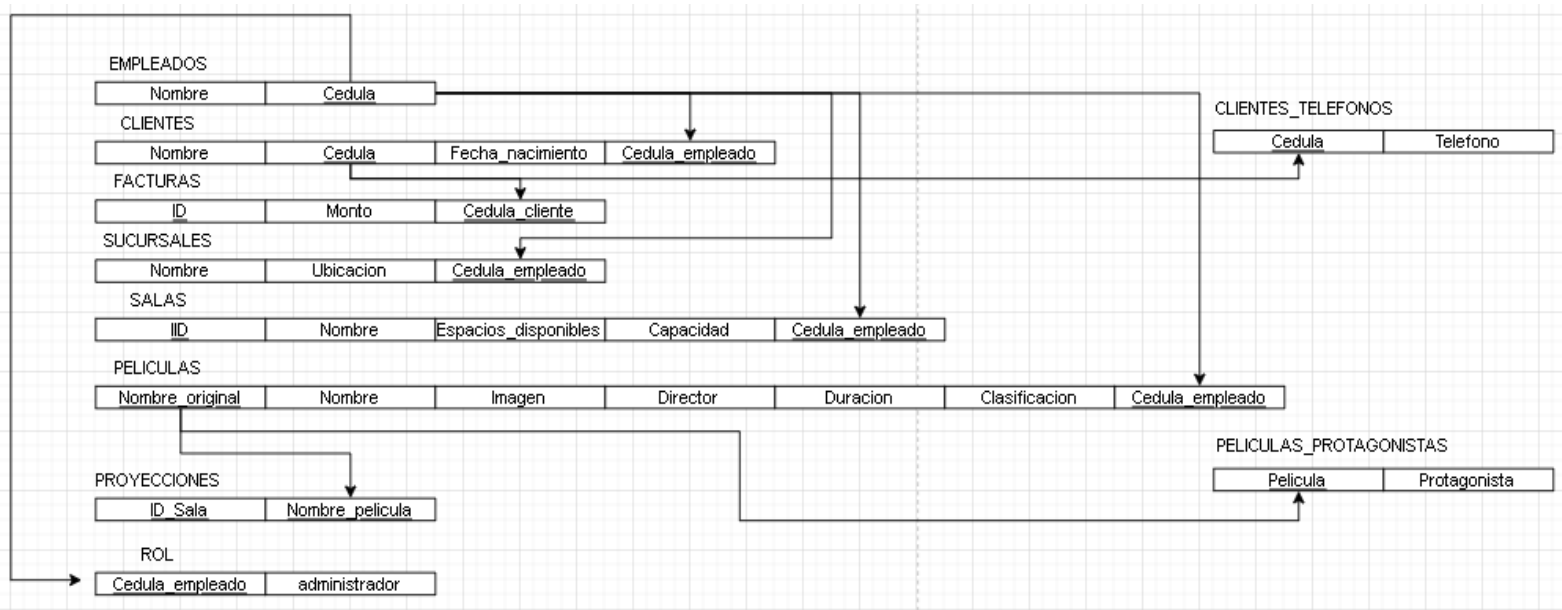 EMPLEADOS
Nombre Cedula
CLIENTES
Nombre Cedula Fecha_nacimiento Cedula_empleado
FACTURAS
ID Monto Cedula_cliente
SUCURSALES
Nombre Ubicacion Cedula_empleado
SALAS
IID Nombre Espacios_disponibles Capacidad Cedula_empleado
PELICULAS
Nombre_original Nombre Imagen Director Duracion Clasificacion Cedula_empleado
PROYECCIONES
ID_Sala Nombre_pelicula
ROL
Cedula_empleado administrador
CLIENTES_TELEFONOS
Cedula Telefono
PELICULAS_PROTAGONISTAS
Pelicula Protagonista